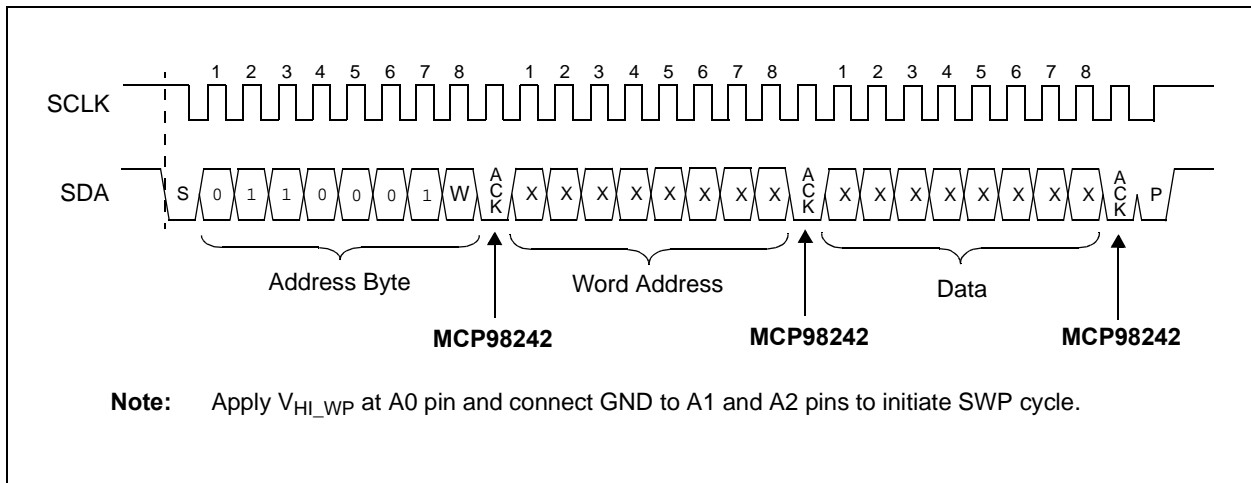 1 2 3 4 5 6 7 8 1 2 3 4 5 6 7 8 1 2 3 4 5 6 7 8
SCLK
SDA S 0 1 1 0 0 0 1 W ACK X X X X X X X X ACK X X X X X X X X ACK P
Address Byte Word Address Data
MCP98242 MCP98242 MCP98242
Note: Apply VHI_WP at A0 pin and connect GND to A1 and A2 pins to initiate SWP cycle.